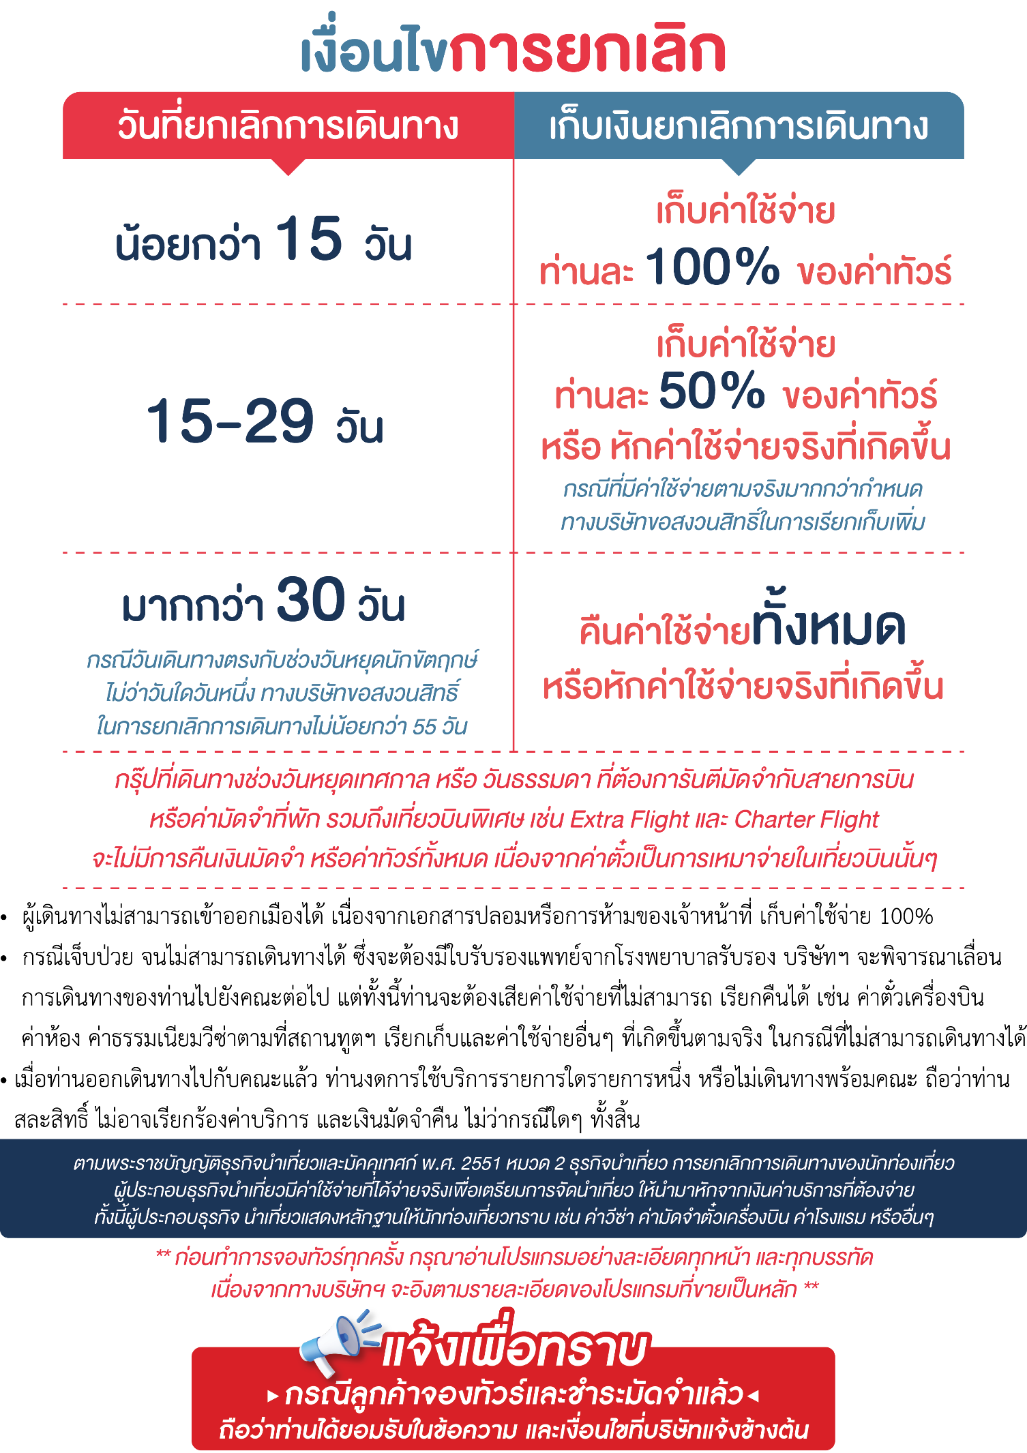 เงื่อนไขการยกเลิก
วันที่ยกเลิกการเดินทาง
เก็บเงินยกเลิกการเดินทาง
น้อยกว่า 15 วัน
เก็บค่าใช้จ่าย
ท่านละ 100% ของค่าทัวร์
15-29 วัน
เก็บค่าใช้จ่าย
ท่านละ 50% ของค่าทัวร์
หรือ หักค่าใช้จ่ายจริงที่เกิดขึ้น
กรณีที่มีค่าใช้จ่ายตามจริงมากกว่ากำหนด
ทางบริษัทขอสงวนสิทธิ์ในการเรียกเก็บเพิ่ม
มากกว่า 30 วัน
กรณีวันเดินทางตรงกับช่วงวันหยุดนักขัตฤกษ์
ไม่ว่าวันใดวันหนึ่ง ทางบริษัทขอสงวนสิทธิ์
ในการยกเลิกการเดินทางไม่น้อยกว่า 55 วัน
คืนค่าใช้จ่ายทั้งหมด
หรือหักค่าใช้จ่ายจริงที่เกิดขึ้น
กรุ๊ปที่เดินทางช่วงวันหยุดเทศกาล หรือ วันธรรมดา ที่ต้องการันตีมัดจำกับสายการบิน
หรือค่ามัดจำที่พัก รวมถึงเที่ยวบินพิเศษ เช่น Extra Flight และ Charter Flight
จะไม่มีการคืนเงินมัดจำ หรือค่าทัวร์ทั้งหมด เนื่องจากค่าตั๋วเป็นการเหมาจ่ายในเที่ยวบินนั้นๆ
• ผู้เดินทางไม่สามารถเข้าออกเมืองได้ เนื่องจากเอกสารปลอมหรือการห้ามของเจ้าหน้าที่ เก็บค่าใช้จ่าย 100%
• กรณีเจ็บป่วย จนไม่สามารถเดินทางได้ ซึ่งจะต้องมีใบรับรองแพทย์จากโรงพยาบาลรับรอง บริษัทฯ จะพิจารณาเลื่อน
การเดินทางของท่านไปยังคณะต่อไป แต่ทั้งนี้ท่านจะต้องเสียค่าใช้จ่ายที่ไม่สามารถ เรียกคืนได้ เช่น ค่าตั๋วเครื่องบิน
ค่าห้อง ค่าธรรมเนียมวีซ่าตามที่สถานทูตฯ เรียกเก็บและค่าใช้จ่ายอื่นๆ ที่เกิดขึ้นตามจริง ในกรณีที่ไม่สามารถเดินทางได้
• เมื่อท่านออกเดินทางไปกับคณะแล้ว ท่านงดการใช้บริการรายการใดรายการหนึ่ง หรือไม่เดินทางพร้อมคณะ ถือว่าท่าน
สละสิทธิ์ ไม่อาจเรียกร้องค่าบริการ และเงินมัดจำคืน ไม่ว่ากรณีใดๆ ทั้งสิ้น
ตามพระราชบัญญัติธุรกิจนำเที่ยวและมัคคุเทศก์ พ.ศ. 2551 หมวด 2 ธุรกิจนำเที่ยว การยกเลิกการเดินทางของนักท่องเที่ยว
ผู้ประกอบธุรกิจนำเที่ยวมีค่าใช้จ่ายที่ได้จ่ายจริงเพื่อเตรียมการจัดนำเที่ยว ให้นำมาหักจากเงินค่าบริการที่ต้องจ่าย
ทั้งนี้ผู้ประกอบธุรกิจ นำเที่ยวแสดงหลักฐานให้นักท่องเที่ยวทราบ เช่น ค่าวีซ่า ค่ามัดจำตั๋วเครื่องบิน ค่าโรงแรม หรืออื่นๆ
** ก่อนทำการจองทัวร์ทุกครั้ง กรุณาอ่านโปรแกรมอย่างละเอียดทุกหน้า และทุกบรรทัด
เนื่องจากทางบริษัทฯ จะอิงตามรายละเอียดของโปรแกรมที่ขายเป็นหลัก **
แจ้งเพื่อทราบ
▸ กรณีลูกค้าจองทัวร์และชำระมัดจำแล้ว ◂
ถือว่าท่านได้ยอมรับในข้อความ และเงื่อนไขที่บริษัทแจ้งข้างต้น